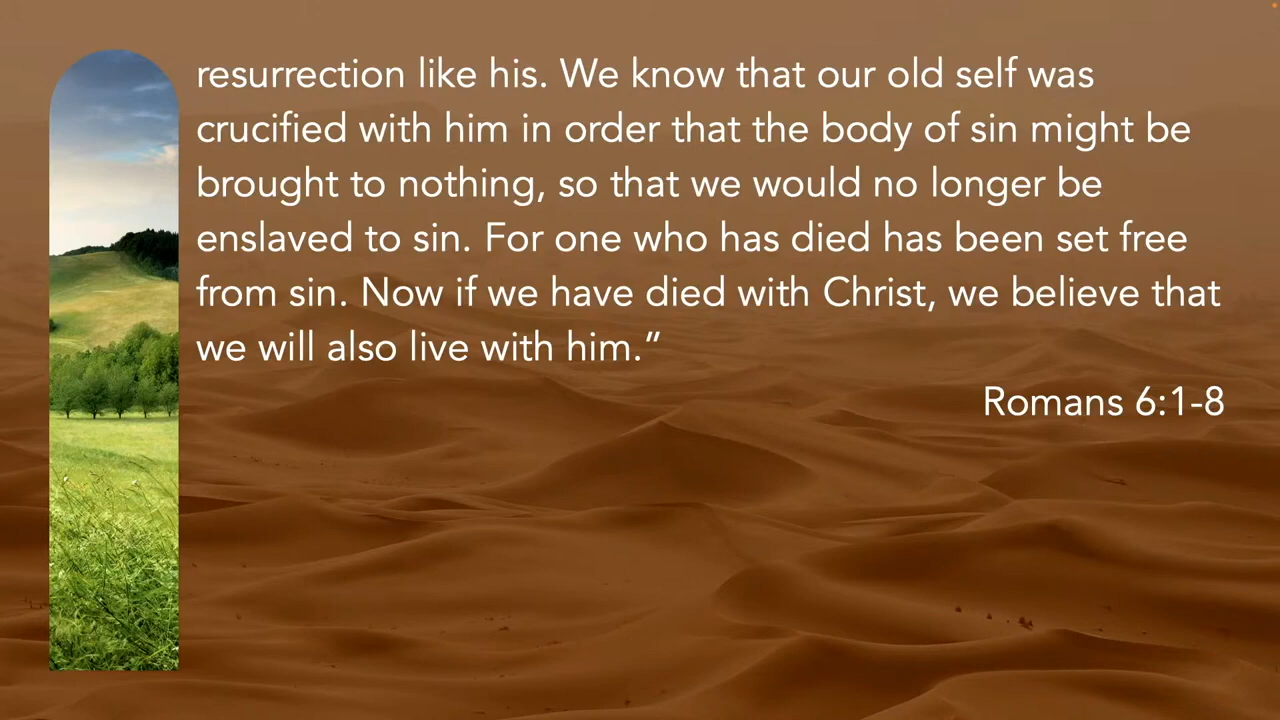 resurrection like his. We know that our old self was
crucified with him in order that the body of sin might be
brought to nothing, so that we would no longer be
enslaved to sin. For one who has died has been set free
from sin. Now if we have died with Christ, we believe that
we will also live with him.”
Romans 6:1-8